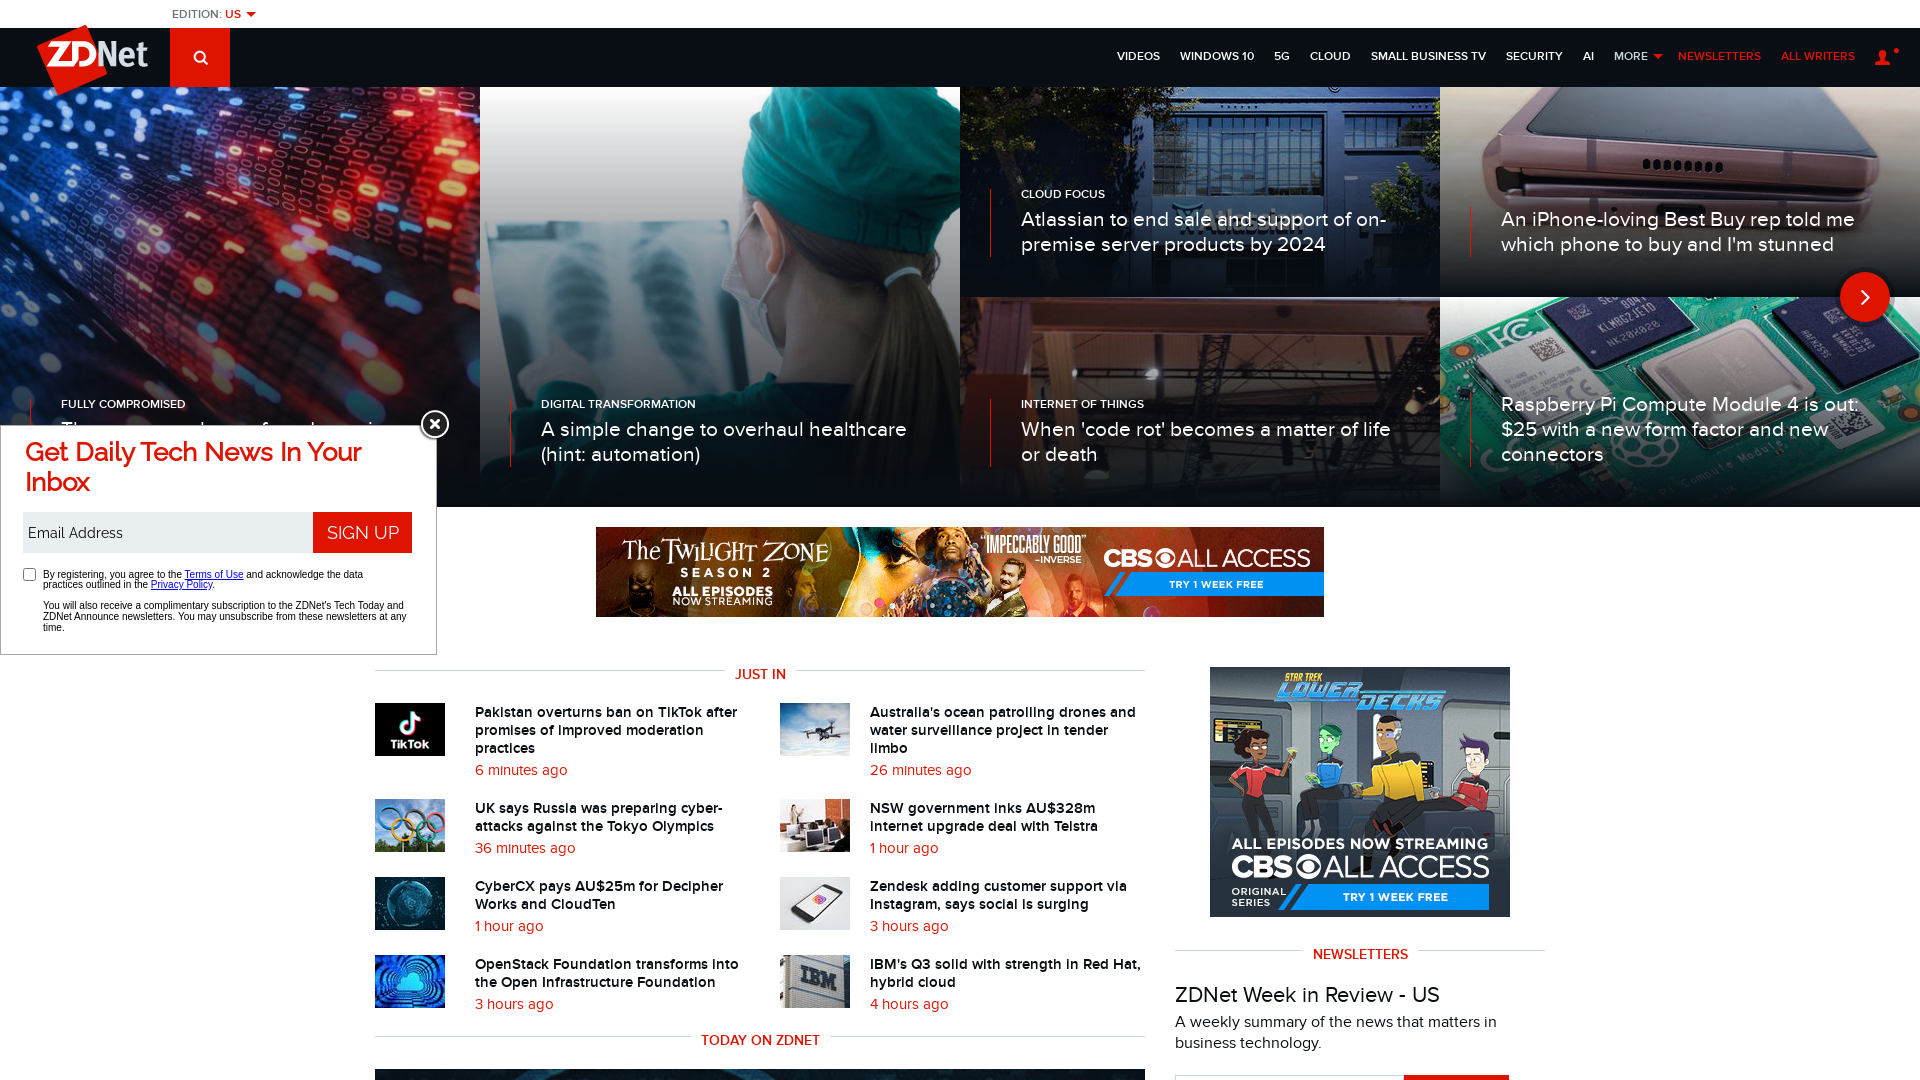 EDITION: US
ZDNet
VIDEOS WINDOWS 10 5G CLOUD SMALL BUSINESS TV SECURITY AI MORE NEWSLETTERS ALL WRITERS
FULLY COMPROMISED
DIGITAL TRANSFORMATION
A simple change to overhaul healthcare
(hint: automation)
CLOUD FOCUS
Atlassian to end sale and support of on-
premise server products by 2024
INTERNET OF THINGS
When 'code rot' becomes a matter of life
or death
An iPhone-loving Best Buy rep told me
which phone to buy and I'm stunned
Raspberry Pi Compute Module 4 is out:
$25 with a new form factor and new
connectors
Get Daily Tech News In Your
Inbox
Email Address
SIGN UP
By registering, you agree to the Terms of Use and acknowledge the data
practices outlined in the Privacy Policy.
You will also receive a complimentary subscription to the ZDNet's Tech Today and
ZDNet Announce newsletters. You may unsubscribe from these newsletters at any
time.
The TWILIGHT ZONE
SEASON 2
ALL EPISODES
NOW STREAMING
"IMPECCABLY GOOD"
-INVERSE
CBS ALL ACCESS
TRY 1 WEEK FREE
JUST IN
TikTok
Pakistan overturns ban on TikTok after
promises of improved moderation
practices
6 minutes ago
Australia's ocean patrolling drones and
water surveillance project in tender
limbo
26 minutes ago
UK says Russia was preparing cyber-
attacks against the Tokyo Olympics
36 minutes ago
NSW government inks AU$328m
internet upgrade deal with Telstra
1 hour ago
CyberCX pays AU$25m for Decipher
Works and CloudTen
1 hour ago
Zendesk adding customer support via
Instagram, says social is surging
3 hours ago
OpenStack Foundation transforms into
the Open Infrastructure Foundation
3 hours ago
IBM
IBM's Q3 solid with strength in Red Hat,
hybrid cloud
4 hours ago
TODAY ON ZDNET
STAR TREK
LOWER DECKS
ALL EPISODES NOW STREAMING
CBS ALL ACCESS
ORIGINAL
SERIES
TRY 1 WEEK FREE
NEWSLETTERS
ZDNet Week in Review - US
A weekly summary of the news that matters in
business technology.